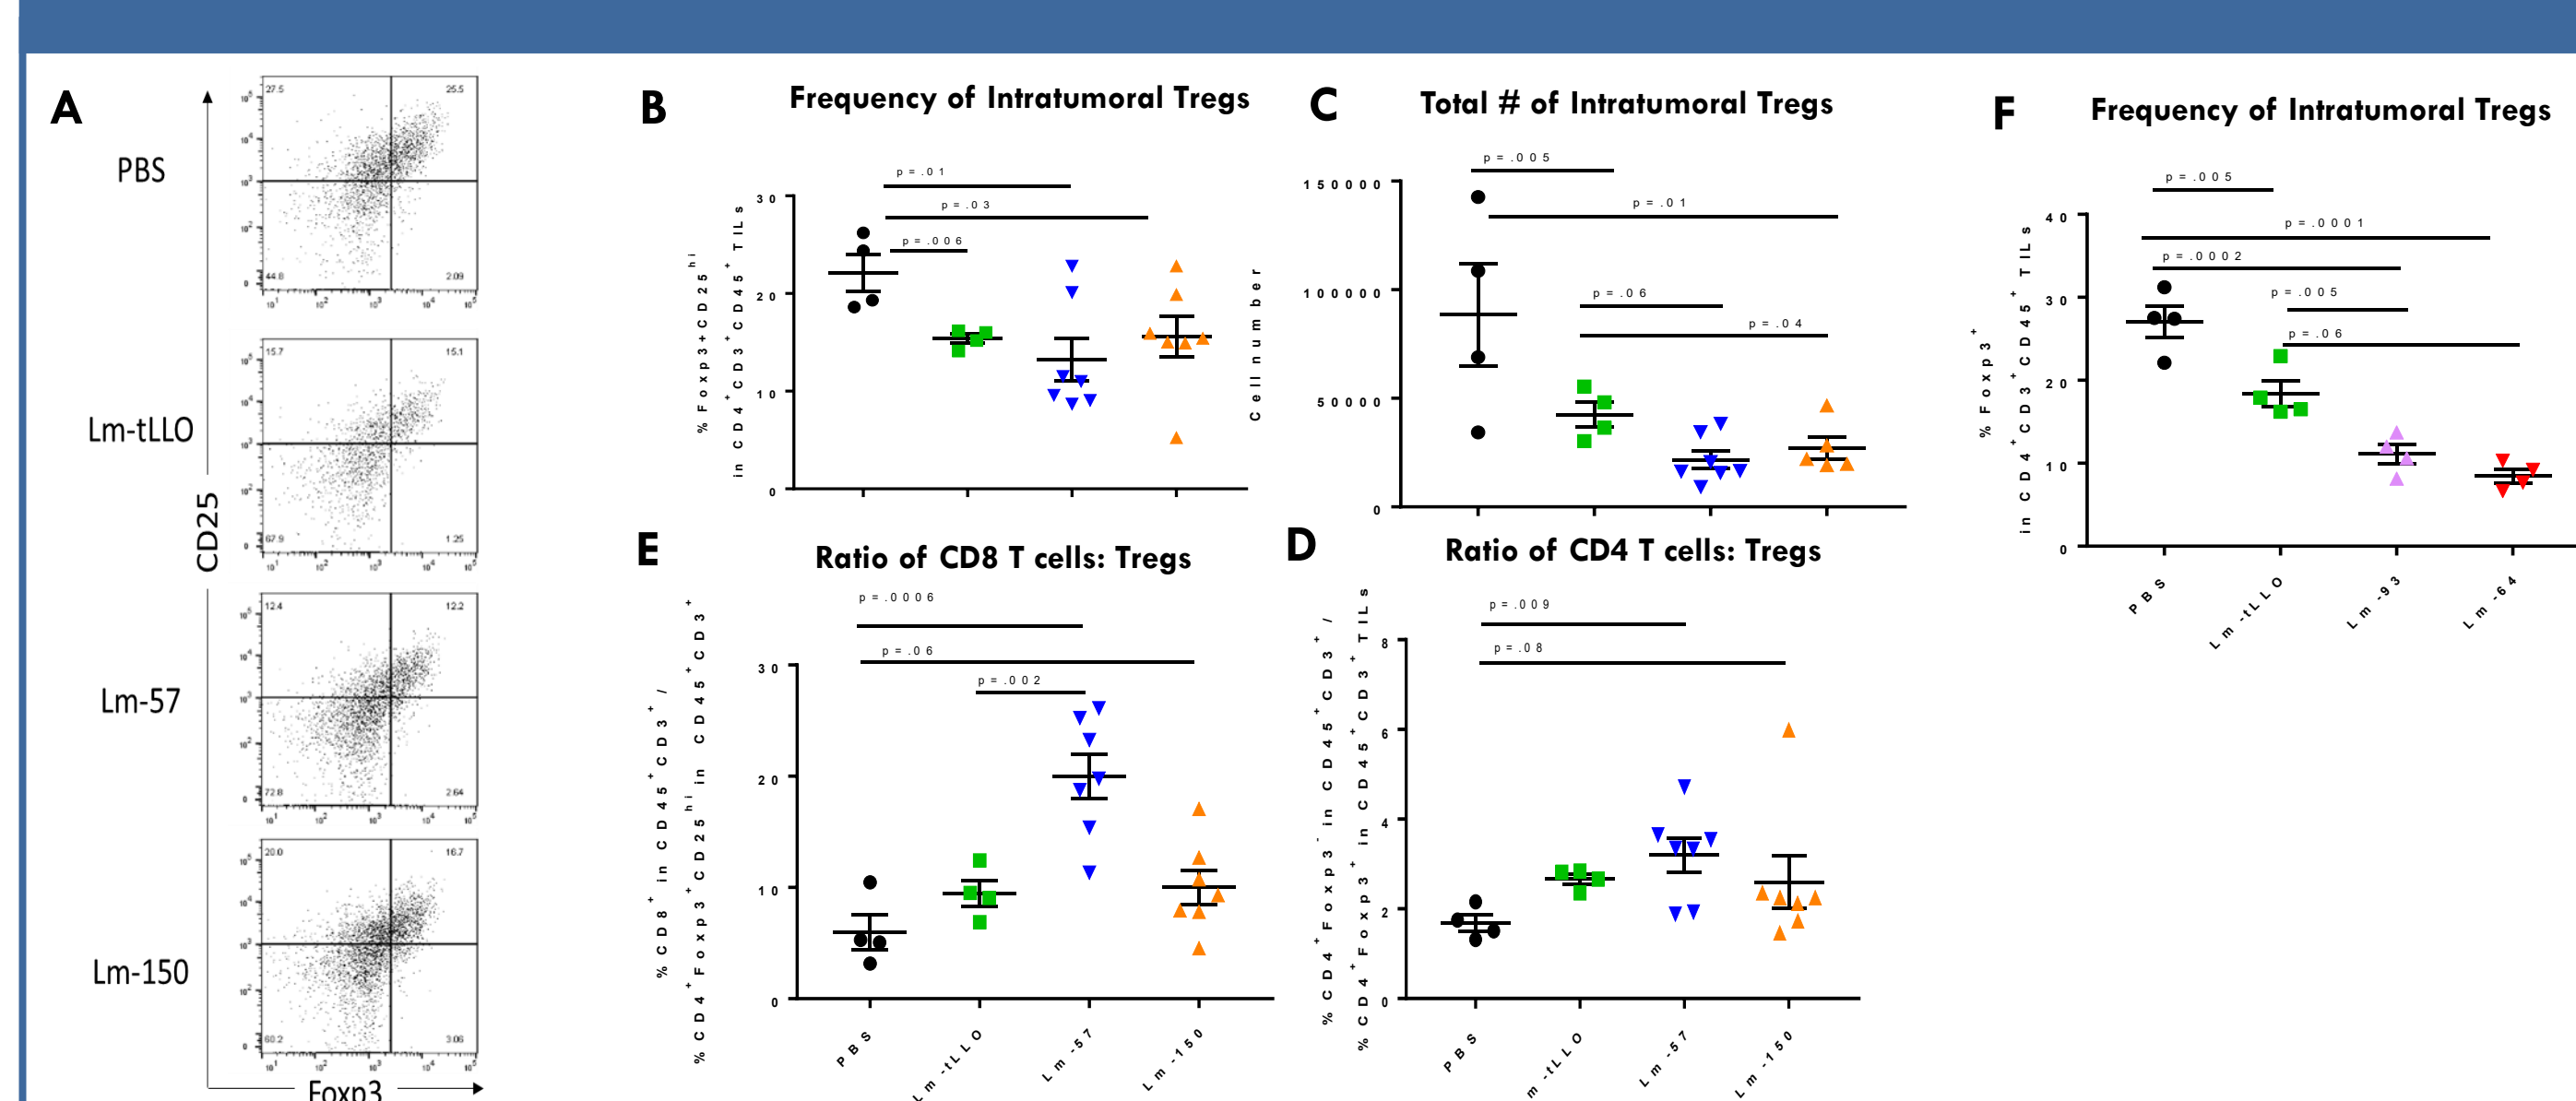 A
PBS
27.5 25.5
44.8 2.09
Lm-tLLO
15.7 15.1
67.9 1.25
CD25
Lm-57
12.4 12.2
72.8 2.64
Lm-150
20.0 16.7
60.2 3.06
Foxp3
B
Frequency of Intratumoral Tregs
p=.01
p=.03
p=.006
30
20
10
0
% Foxp3+CD25hi
in CD4+CD3+CD45+ TILs
C
Total # of Intratumoral Tregs
p=.005
p=.01
p=.06
p=.04
150000
100000
50000
0
Cell number
F
Frequency of Intratumoral Tregs
p=.005
p=.0001
p=.0002
p=.005
p=.06
40
30
20
10
0
% Foxp3+
in CD4+CD3+CD45+ TILs
PBS
Lm-tLLO
Lm-93
Lm-64
E
Ratio of CD8 T cells: Tregs
p=.0006
p=.06
p=.002
30
20
10
0
%CD8+ in CD45+CD3+ /
%CD4+Foxp3+CD25hi in CD45+CD3+
PBS
Lm-tLLO
Lm-57
Lm-150
D
Ratio of CD4 T cells: Tregs
p=.009
p=.08
8
6
4
2
0
%CD4+Foxp3- in CD45+CD3+ /
%CD4+Foxp3+ in CD45+CD3+ TILs
PBS
m-tLLO
Lm-57
Lm-150